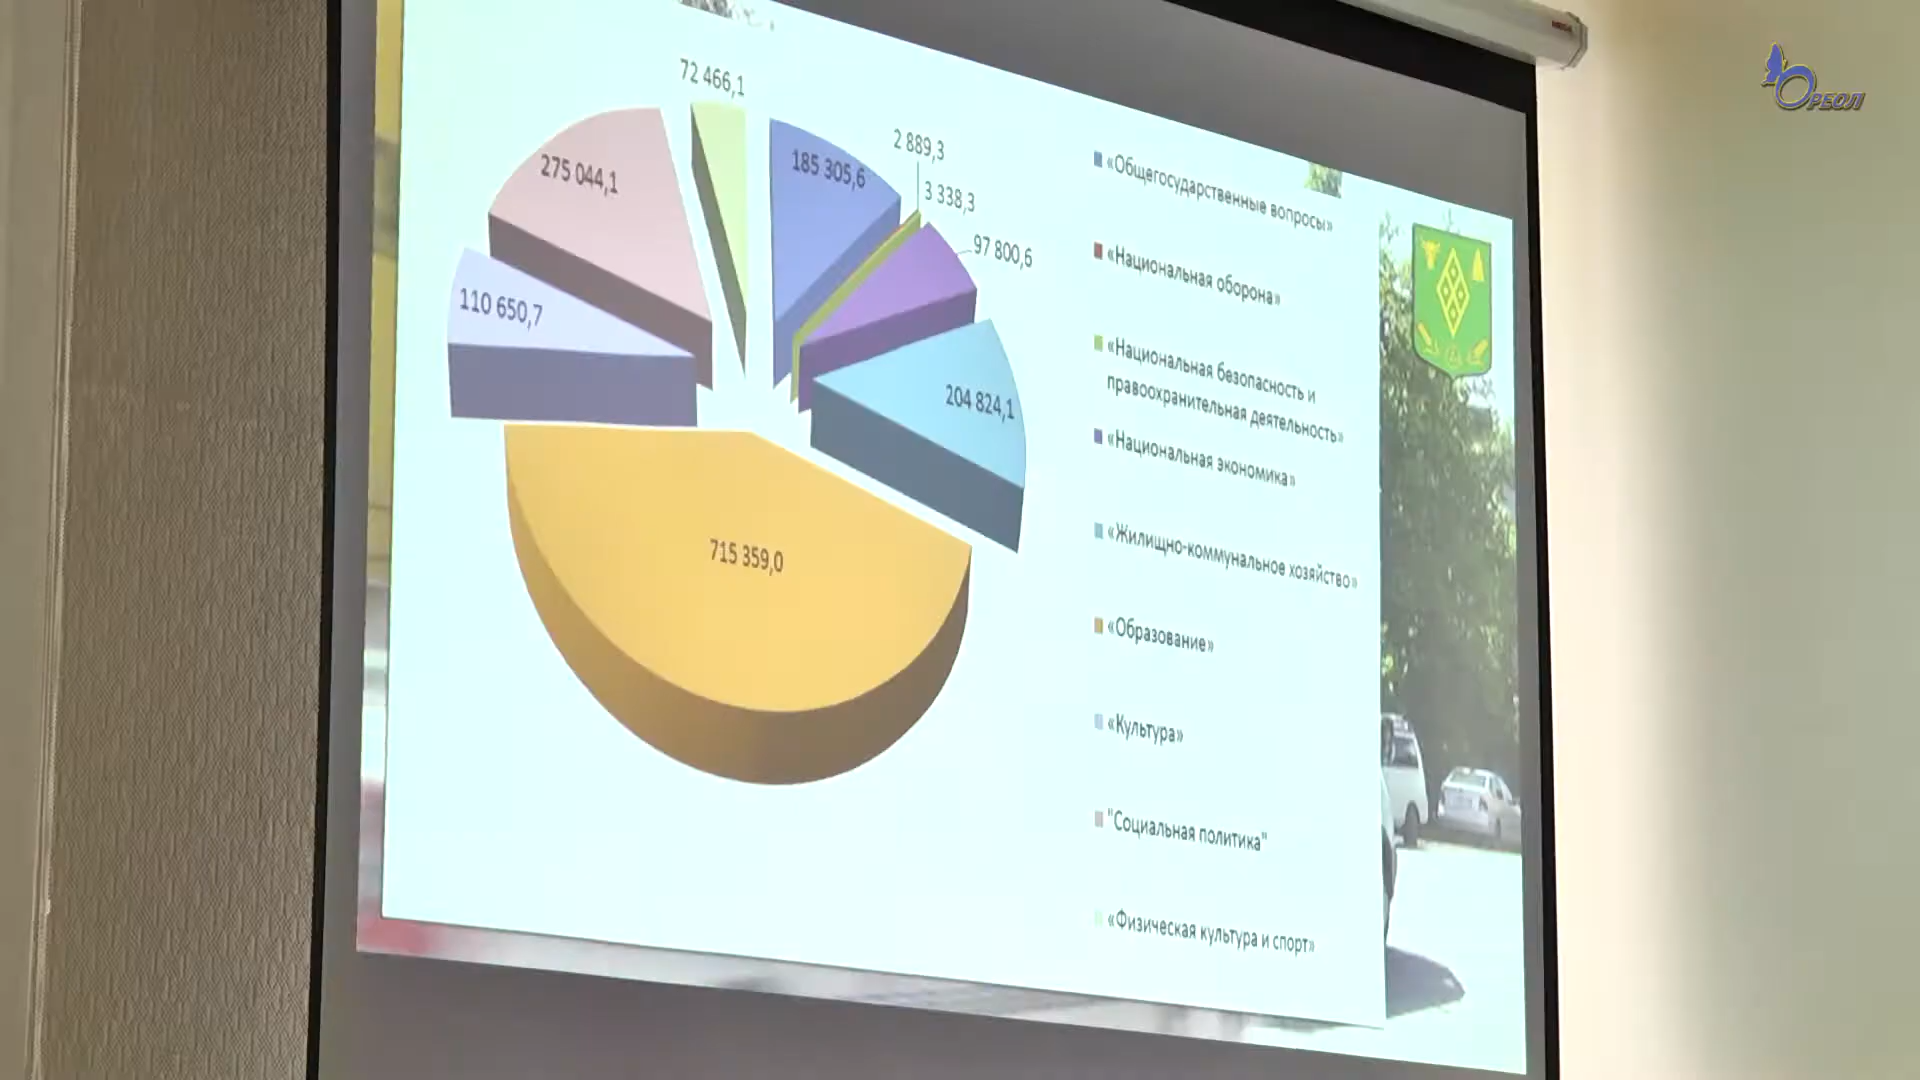 72 466,1
275 044,1
185 305,6
2 889,3
3 338,3
97 800,6
110 650,7
204 824,1
715 359,0
«Общегосударственные вопросы»
«Национальная оборона»
«Национальная безопасность и
правоохранительная деятельность»
«Национальная экономика»
«Жилищно-коммунальное хозяйство»
«Образование»
«Культура»
"Социальная политика"
«Физическая культура и спорт»
ОРЕОЛ